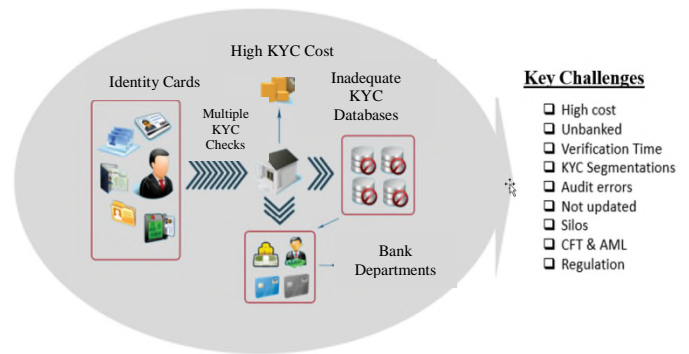 High KYC Cost
Identity Cards
Inadequate
KYC
Databases
Multiple
KYC
Checks
Bank
Departments
Key Challenges
High cost
Unbanked
Verification Time
KYC Segmentations
Audit errors
Not updated
Silos
CFT & AML
Regulation